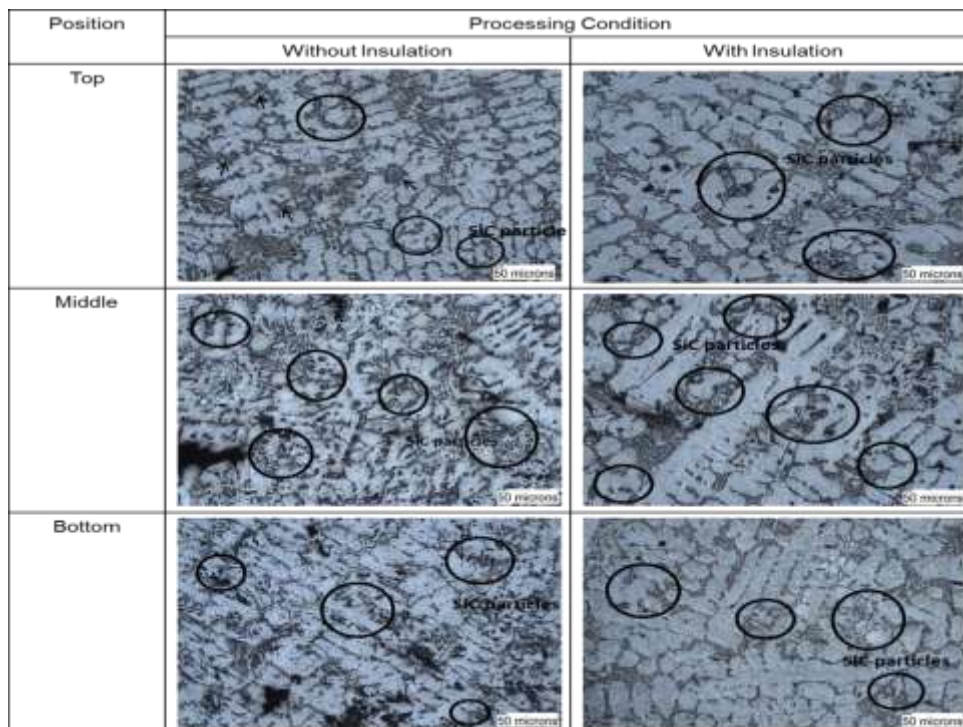 Position
Processing Condition
Without Insulation
With Insulation
Top
SiC particle
50 microns
SiC particles
50 microns
Middle
SiC particles
50 microns
SiC particles
50 microns
Bottom
SiC particles
SiC particles